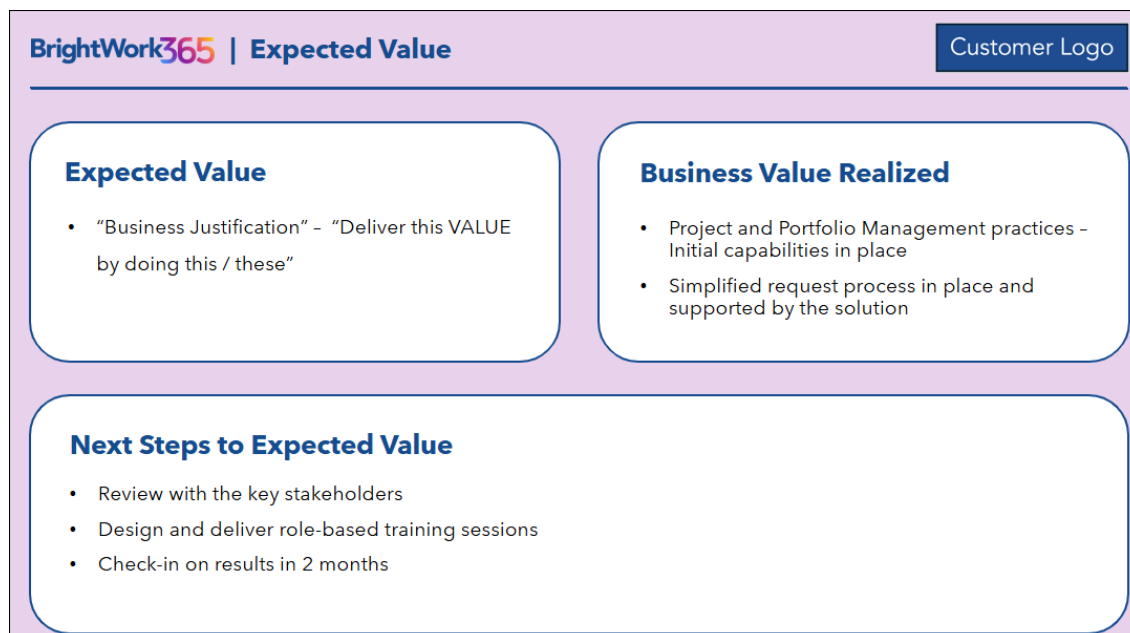 BrightWork365 | Expected Value
Customer Logo
Expected Value
• “Business Justification” – “Deliver this VALUE
by doing this / these”
Business Value Realized
• Project and Portfolio Management practices –
Initial capabilities in place
• Simplified request process in place and
supported by the solution
Next Steps to Expected Value
• Review with the key stakeholders
• Design and deliver role-based training sessions
• Check-in on results in 2 months